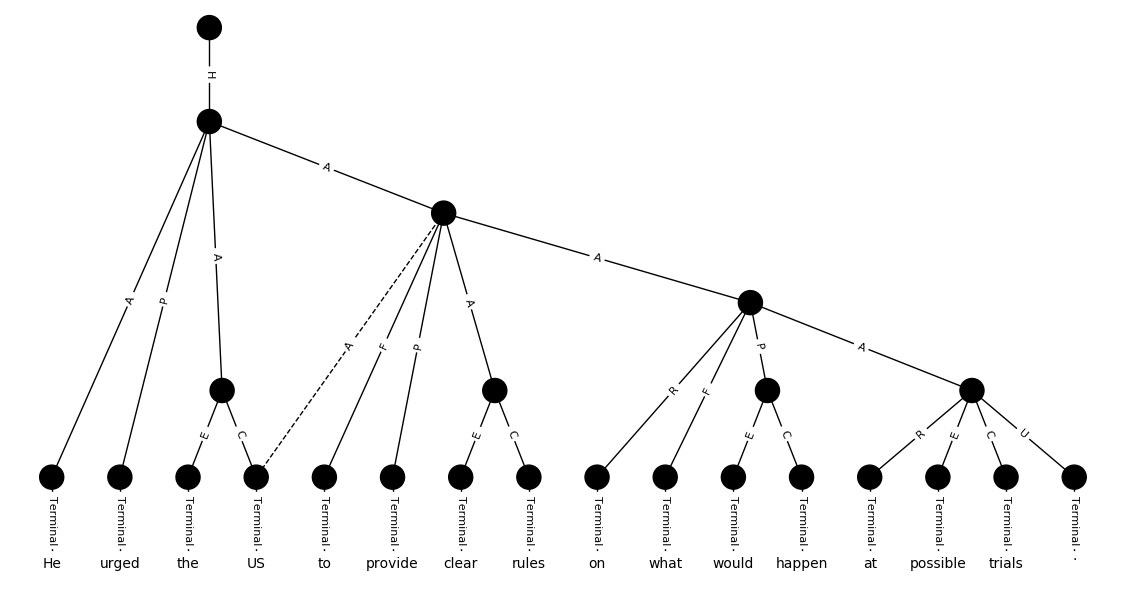 H
A
A
A
A
P
A
A
F
P
A
R
F
P
A
E
C
E
C
E
C
R
E
C
U
Terminal Terminal Terminal Terminal Terminal Terminal Terminal Terminal Terminal Terminal Terminal Terminal Terminal Terminal Terminal Terminal
He urged the US to provide clear rules on what would happen at possible trials .